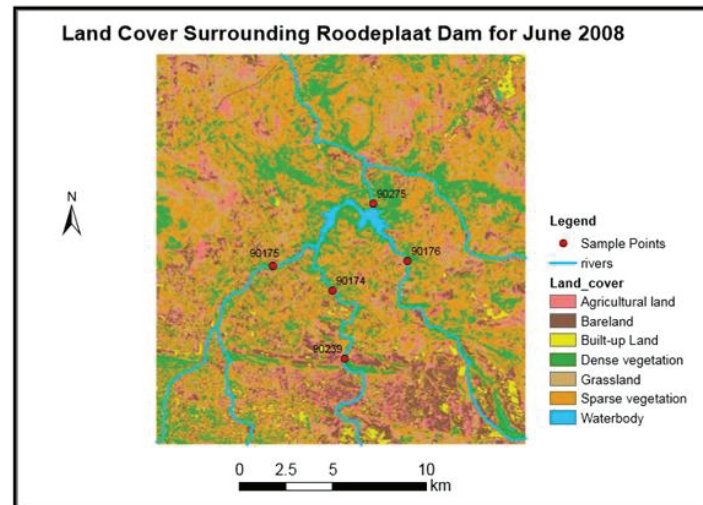 Land Cover Surrounding Roodeplaat Dam for June 2008
N
90275
90175
90176
90174
90239
Legend
Sample Points
rivers
Land_cover
Agricultural land
Bareland
Built-up Land
Dense vegetation
Grassland
Sparse vegetation
Waterbody
0 2.5 5 10
km